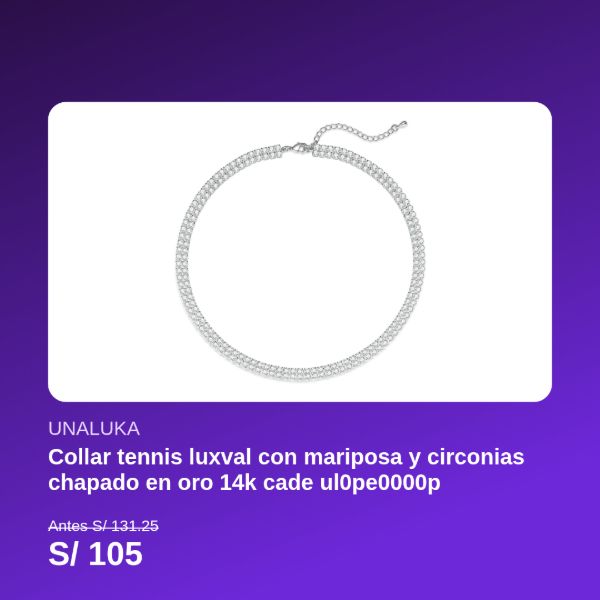 UNALUKA
Collar tennis luxval con mariposa y circonias
chapado en oro 14k cade ul0pe0000p
Antes S/ 131.25
S/ 105